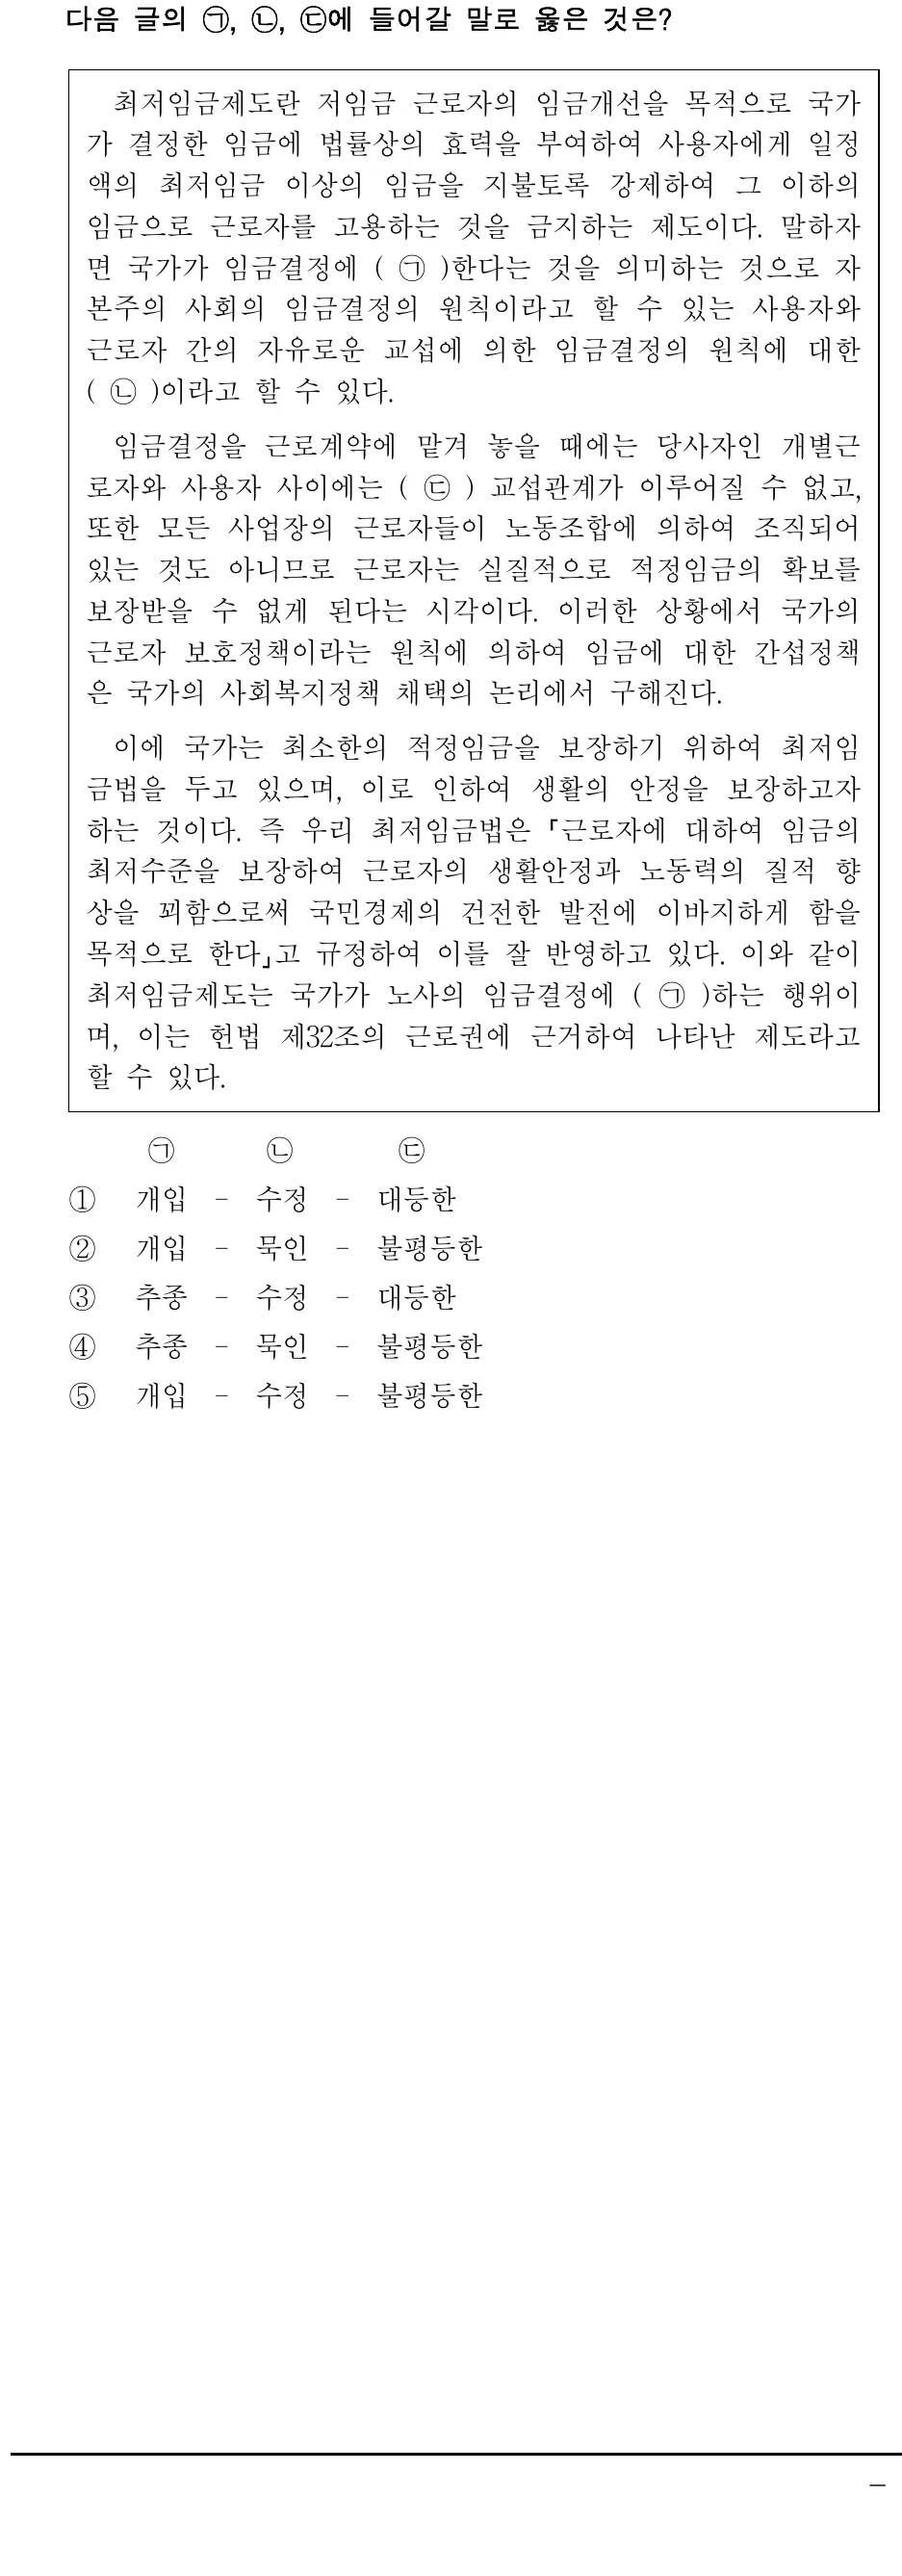 다음 글의 ㉠, ㉡, ㉢에 들어갈 말로 옳은 것은?
최저임금제도란 저임금 근로자의 임금개선을 목적으로 국가
가 결정한 임금에 법률상의 효력을 부여하여 사용자에게 일정
액의 최저임금 이상의 임금을 지불토록 강제하여 그 이하의
임금으로 근로자를 고용하는 것을 금지하는 제도이다. 말하자
면 국가가 임금결정에 ( ㉠ )한다는 것을 의미하는 것으로 자
본주의 사회의 임금결정의 원칙이라고 할 수 있는 사용자와
근로자 간의 자유로운 교섭에 의한 임금결정의 원칙에 대한
( ㉡ )이라고 할 수 있다.
임금결정을 근로계약에 맡겨 놓을 때에는 당사자인 개별근
로자와 사용자 사이에는 ( ㉢ ) 교섭관계가 이루어질 수 없고,
또한 모든 사업장의 근로자들이 노동조합에 의하여 조직되어
있는 것도 아니므로 근로자는 실질적으로 적정임금의 확보를
보장받을 수 없게 된다는 시각이다. 이러한 상황에서 국가의
근로자 보호정책이라는 원칙에 의하여 임금에 대한 간섭정책
은 국가의 사회복지정책 채택의 논리에서 구해진다.
이에 국가는 최소한의 적정임금을 보장하기 위하여 최저임
금법을 두고 있으며, 이로 인하여 생활의 안정을 보장하고자
하는 것이다. 즉 우리 최저임금법은 ｢근로자에 대하여 임금의
최저수준을 보장하여 근로자의 생활안정과 노동력의 질적 향
상을 꾀함으로써 국민경제의 건전한 발전에 이바지하게 함을
목적으로 한다｣고 규정하여 이를 잘 반영하고 있다. 이와 같이
최저임금제도는 국가가 노사의 임금결정에 ( ㉠ )하는 행위이
며, 이는 헌법 제32조의 근로권에 근거하여 나타난 제도라고
할 수 있다.
㉠ ㉡ ㉢
① 개입 - 수정 - 대등한
② 개입 - 묵인 - 불평등한
③ 추종 - 수정 - 대등한
④ 추종 - 묵인 - 불평등한
⑤ 개입 - 수정 - 불평등한